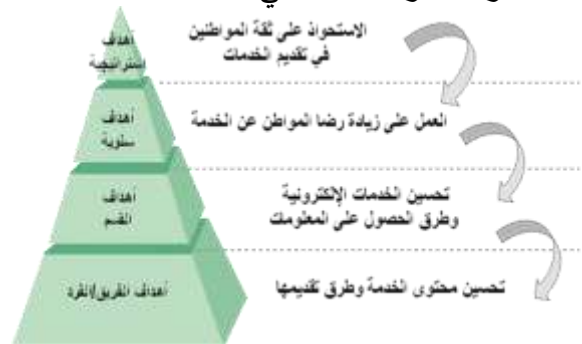 أهداف
استراتيجية
الاستحواذ على ثقة المواطنين
في تقديم الخدمات
أهداف
سنوية
العمل على زيادة رضا المواطن عن الخدمة
أهداف
القسم
تحسين الخدمات الإلكترونية
وطرق الحصول على المعلومات
أهداف الفريق/الفرد
تحسين محتوى الخدمة وطرق تقديمها